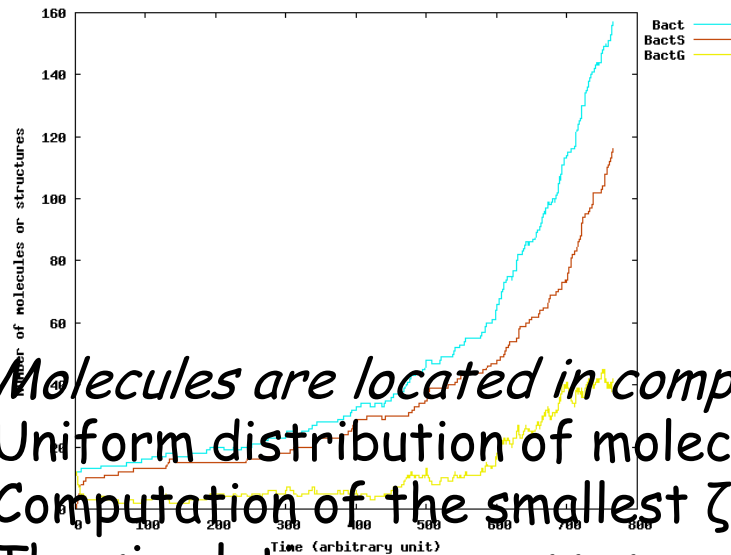 160
Bact
BactS
BactG
140
120
100
80
60
40
20
0
Number of molecules or structures
Molecules are located in comp
Uniform distribution of molec
Computation of the smallest ζ
0 100 200 300 400 500 600 700 800
Time (arbitrary unit)